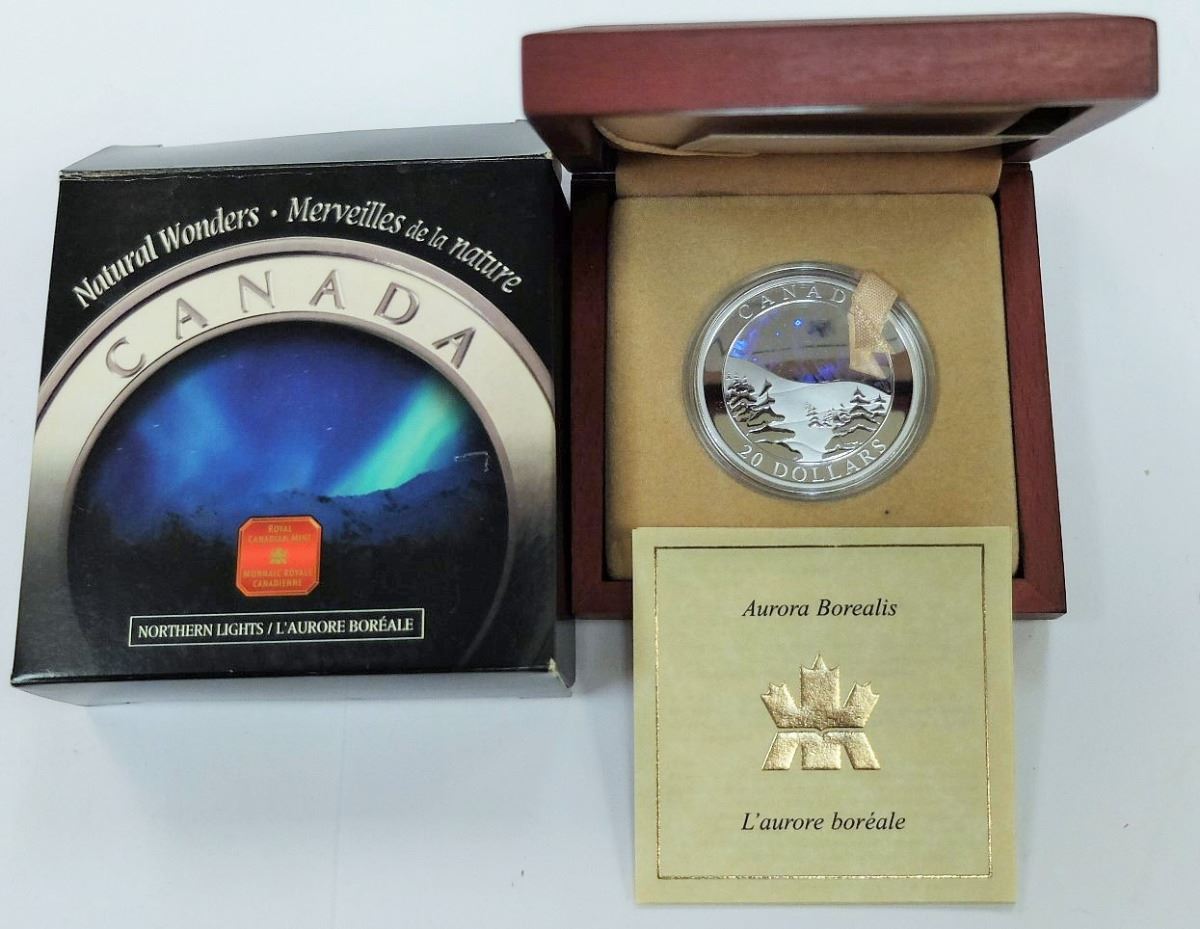 Natural Wonders • Merveilles de la nature
CANADA
ROYAL
CANADIAN MINT
MONNAIE ROYALE
CANADIENNE
NORTHERN LIGHTS / L'AURORE BORÉALE
CANAD
20 DOLLARS
Aurora Borealis
L'aurore boréale